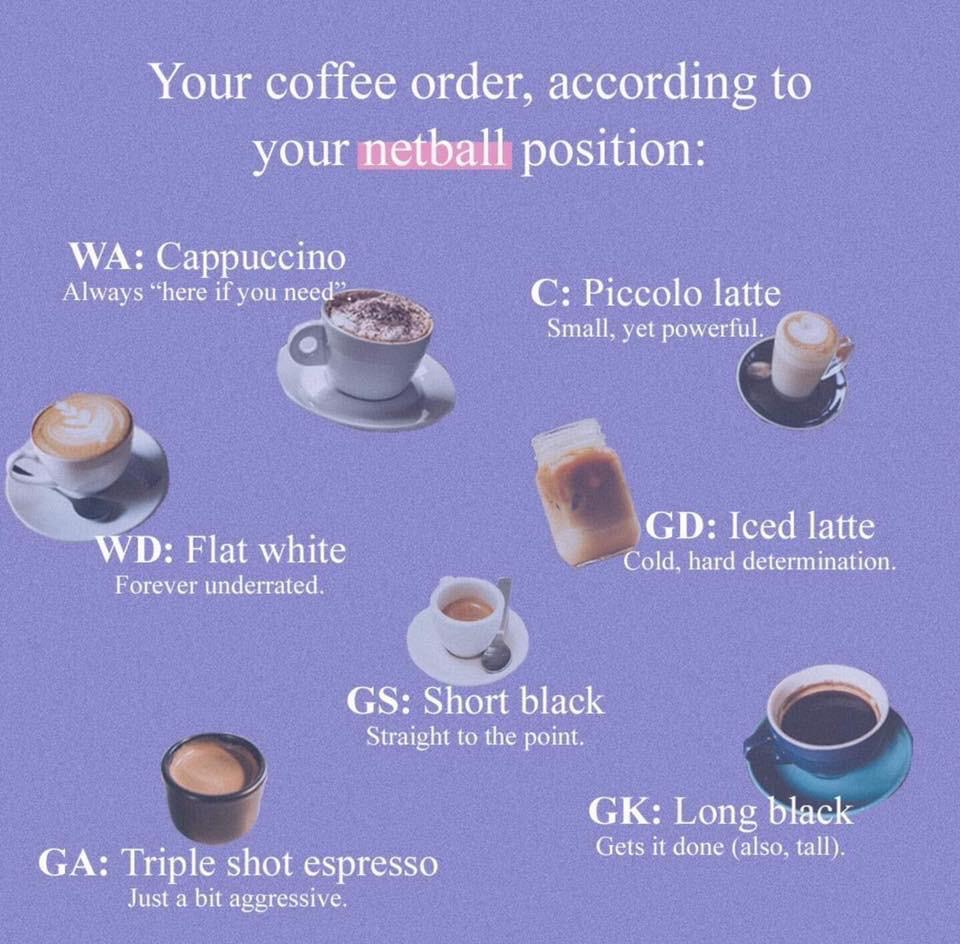 Your coffee order, according to
your netball position:
WA: Cappuccino
Always “here if you need”.
C: Piccolo latte
Small, yet powerful.
GD: Iced latte
Cold, hard determination.
WD: Flat white
Forever underrated.
GS: Short black
Straight to the point.
GK: Long black
Gets it done (also, tall).
GA: Triple shot espresso
Just a bit aggressive.